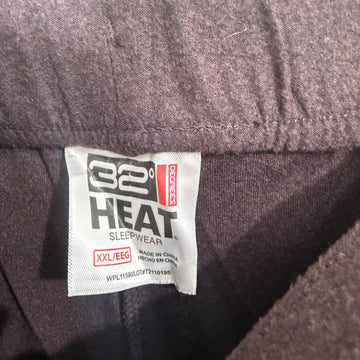 32° DEGREES
HEAT
SLEEPWEAR
XXL/EEG
MADE IN CHINA
HECHO EN CHINA